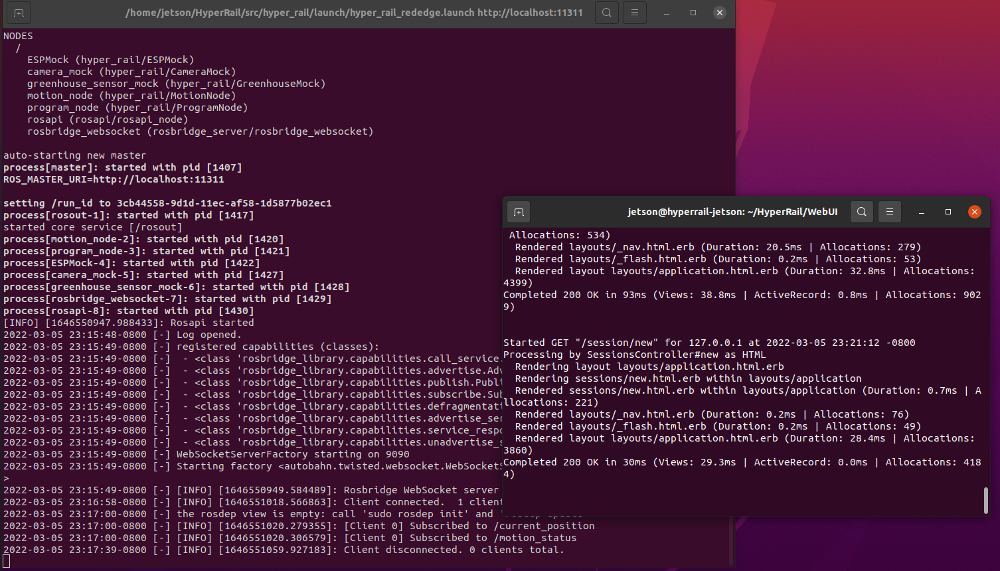 /home/jetson/HyperRail/src/hyper_rail/launch/hyper_rail_rededge.launch http://localhost:11311
NODES
/
ESPMock (hyper_rail/ESPMock)
camera_mock (hyper_rail/CameraMock)
greenhouse_sensor_mock (hyper_rail/GreenhouseMock)
motion_node (hyper_rail/MotionNode)
program_node (hyper_rail/ProgramNode)
rosapi (rosapi/rosapi_node)
rosbridge_websocket (rosbridge_server/rosbridge_websocket)
auto-starting new master
process[master]: started with pid [1407]
ROS_MASTER_URI=http://localhost:11311
setting /run_id to 3cb44558-9d1d-11ec-af58-1d5877b02ec1
process[rosout-1]: started with pid [1417]
started core service [/rosout]
process[motion_node-2]: started with pid [1420]
process[program_node-3]: started with pid [1421]
process[ESPMock-4]: started with pid [1422]
process[camera_mock-5]: started with pid [1427]
process[greenhouse_sensor_mock-6]: started with pid [1428]
process[rosbridge_websocket-7]: started with pid [1429]
process[rosapi-8]: started with pid [1430]
[INFO] [1646550947.988433]: Rosapi started
2022-03-05 23:15:48-0800 [-] Log opened.
2022-03-05 23:15:49-0800 [-] registered capabilities (classes):
2022-03-05 23:15:49-0800 [-]  - <class 'rosbridge_library.capabilities.call_service.
2022-03-05 23:15:49-0800 [-]  - <class 'rosbridge_library.capabilities.advertise.Adv
2022-03-05 23:15:49-0800 [-]  - <class 'rosbridge_library.capabilities.publish.Publi
2022-03-05 23:15:49-0800 [-]  - <class 'rosbridge_library.capabilities.subscribe.Sub
2022-03-05 23:15:49-0800 [-]  - <class 'rosbridge_library.capabilities.defragmentati
2022-03-05 23:15:49-0800 [-]  - <class 'rosbridge_library.capabilities.advertise_ser
2022-03-05 23:15:49-0800 [-]  - <class 'rosbridge_library.capabilities.service_respo
2022-03-05 23:15:49-0800 [-]  - <class 'rosbridge_library.capabilities.unadvertise_s
2022-03-05 23:15:49-0800 [-] WebSocketServerFactory starting on 9090
2022-03-05 23:15:49-0800 [-] Starting factory <autobahn.twisted.websocket.WebSocketS
>
2022-03-05 23:15:49-0800 [-] [INFO] [1646550949.584489]: Rosbridge WebSocket server
2022-03-05 23:16:58-0800 [-] [INFO] [1646551018.566863]: Client connected.  1 client
2022-03-05 23:17:00-0800 [-] the rosdep view is empty: call 'sudo rosdep init' and
2022-03-05 23:17:00-0800 [-] [INFO] [1646551020.279355]: [Client 0] Subscribed to /current_position
2022-03-05 23:17:00-0800 [-] [INFO] [1646551020.306579]: [Client 0] Subscribed to /motion_status
2022-03-05 23:17:39-0800 [-] [INFO] [1646551059.927183]: Client disconnected. 0 clients total.
jetson@hyperrail-jetson: ~/HyperRail/WebUI
Allocations: 534)
Rendered layouts/_nav.html.erb (Duration: 20.5ms | Allocations: 279)
Rendered layouts/_flash.html.erb (Duration: 0.2ms | Allocations: 53)
Rendered layout layouts/application.html.erb (Duration: 32.8ms | Allocations:
4399)
Completed 200 OK in 93ms (Views: 38.8ms | ActiveRecord: 0.8ms | Allocations: 902
9)
Started GET "/session/new" for 127.0.0.1 at 2022-03-05 23:21:12 -0800
Processing by SessionsController#new as HTML
Rendering layout layouts/application.html.erb
Rendering sessions/new.html.erb within layouts/application
Rendered sessions/new.html.erb within layouts/application (Duration: 0.7ms | A
llocations: 221)
Rendered layouts/_nav.html.erb (Duration: 0.2ms | Allocations: 76)
Rendered layouts/_flash.html.erb (Duration: 0.2ms | Allocations: 49)
Rendered layout layouts/application.html.erb (Duration: 28.4ms | Allocations:
3860)
Completed 200 OK in 30ms (Views: 29.3ms | ActiveRecord: 0.0ms | Allocations: 418
4)